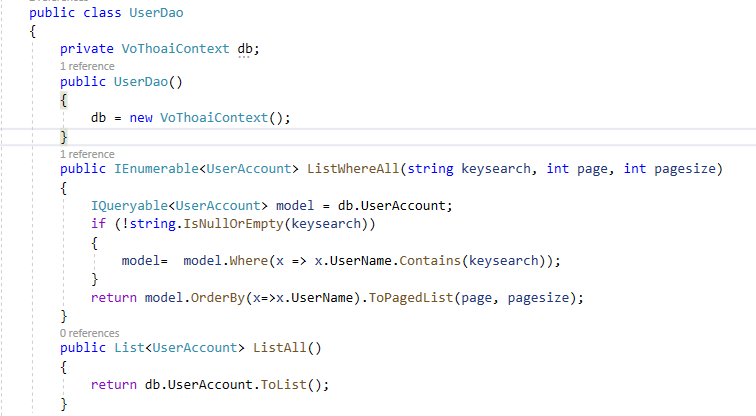 public class UserDao
{
private VoThoaiContext db;
1 reference
public UserDao()
{
db = new VoThoaiContext();
}
1 reference
public IEnumerable<UserAccount> ListWhereAll(string keysearch, int page, int pagesize)
{
IQueryable<UserAccount> model = db.UserAccount;
if (!string.IsNullOrEmpty(keysearch))
{
model=  model.Where(x => x.UserName.Contains(keysearch));
}
return model.OrderBy(x=>x.UserName).ToPagedList(page, pagesize);
}
0 references
public List<UserAccount> ListAll()
{
return db.UserAccount.ToList();
}